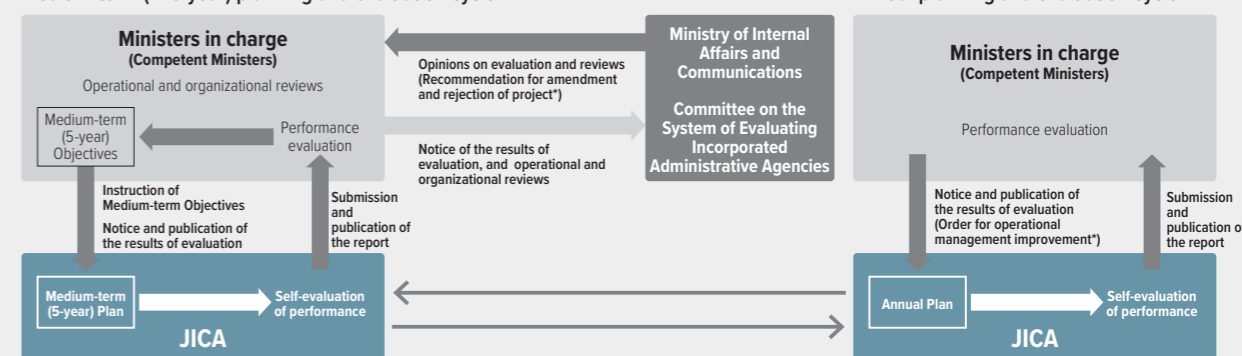 Ministers in charge
(Competent Ministers)
Operational and organizational reviews
Medium-term
(5-year)
Objectives
Performance
evaluation
Opinions on evaluation and reviews
(Recommendation for amendment
and rejection of project*)
Notice of the results of
evaluation, and operational and
organizational reviews
Ministry of Internal
Affairs and
Communications
Committee on the
System of Evaluating
Incorporated
Administrative Agencies
Instruction of
Medium-term Objectives
Notice and publication of
the results of evaluation
Submission
and
publication of
the report
Medium-term
(5-year) Plan
Self-evaluation
of performance
JICA
Ministers in charge
(Competent Ministers)
Performance evaluation
Notice and publication of
the results of evaluation
(Order for operational
management improvement*)
Submission
and
publication of
the report
Annual Plan
Self-evaluation
of performance
JICA